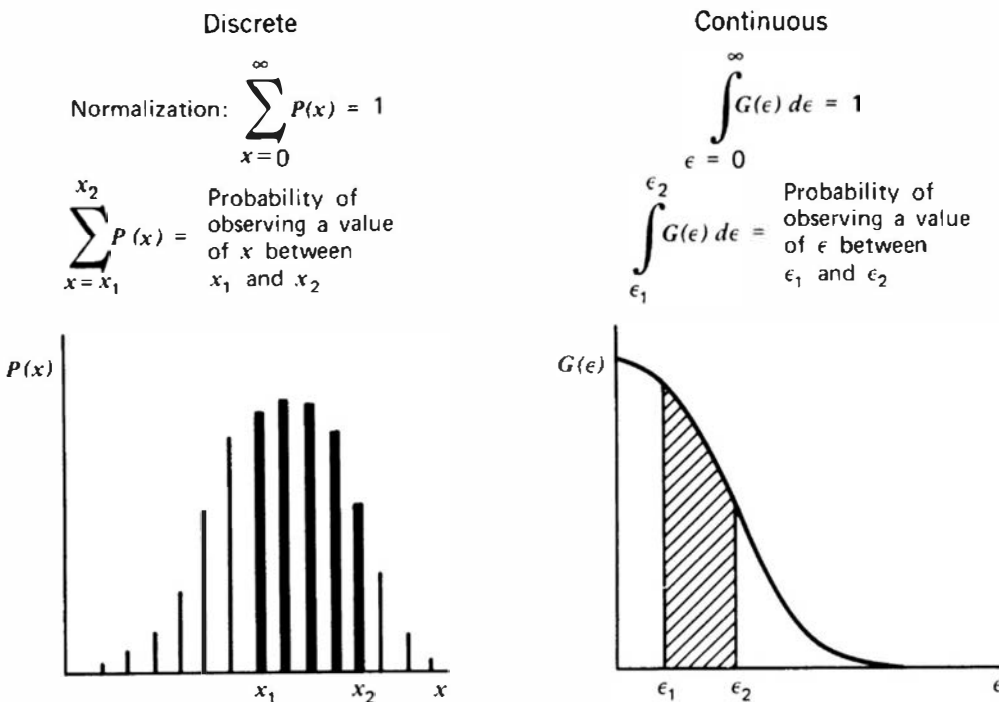 Discrete
Normalization: ∞∑x=0 P(x) = 1
x₂∑x=x₁ P(x) = Probability of
observing a value
of x between
x₁ and x₂
P(x)
x₁ x₂ x
Continuous
∞∫ϵ = 0 G(ϵ) dϵ = 1
ϵ₂∫ϵ₁ G(ϵ) dϵ = Probability of
observing a value
of ϵ between
ϵ₁ and ϵ₂
G(ϵ)
ϵ₁ ϵ₂ ϵ